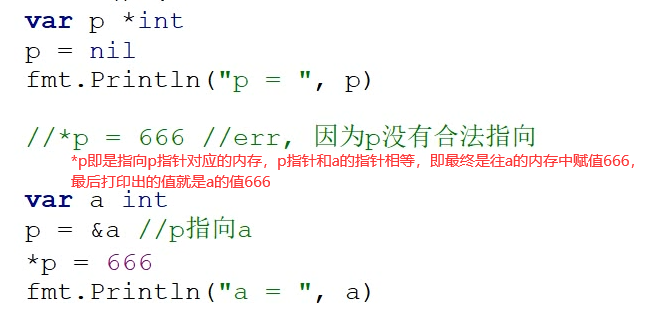 var p *int
p = nil
fmt.Println("p = ", p)
//*p = 666 //err, 因为p没有合法指向
*p即是指向p指针对应的内存，p指针和a的指针相等，即最终是往a的内存中赋值666，
最后打印出的值就是a的值666
var a int
p = &a //p指向a
*p = 666
fmt.Println("a = ", a)